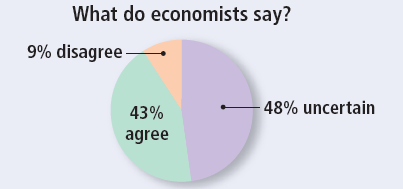 What do economists say?
9% disagree
43%
agree
48% uncertain